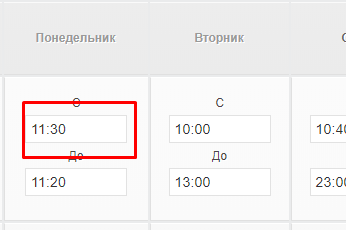 Понедельник Вторник
С С
11:30 10:00 10:40
До До
11:20 13:00 23:00